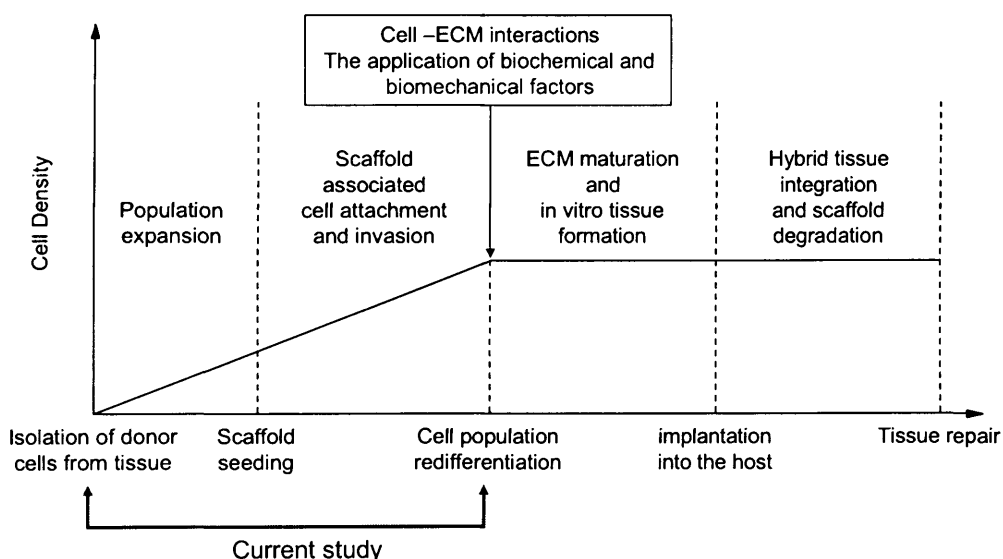 Cell –ECM interactions
The application of biochemical and
biomechanical factors
Cell Density
Population
expansion
Scaffold
associated
cell attachment
and invasion
ECM maturation
and
in vitro tissue
formation
Hybrid tissue
integration
and scaffold
degradation
Isolation of donor
cells from tissue
Scaffold
seeding
Cell population
redifferentiation
implantation
into the host
Tissue repair
Current study